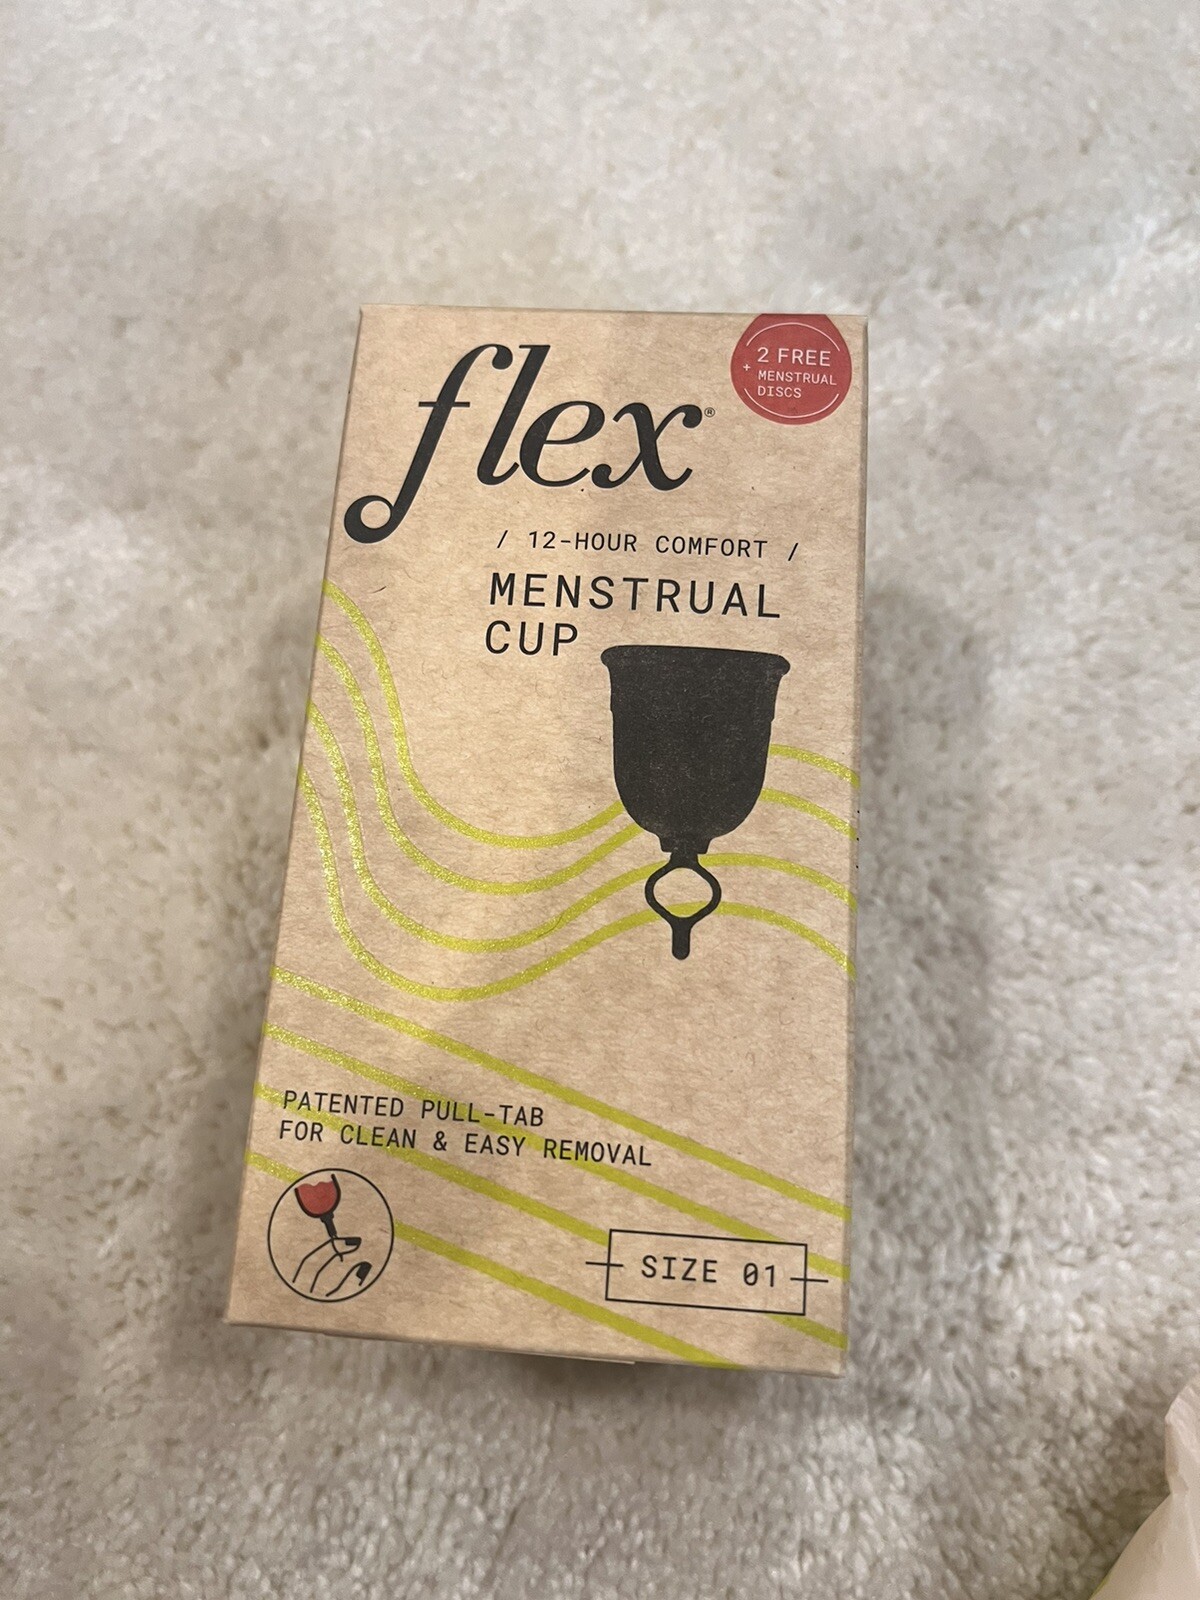 flex®
2 FREE
+ MENSTRUAL
DISCS
/ 12-HOUR COMFORT /
MENSTRUAL
CUP
PATENTED PULL-TAB
FOR CLEAN & EASY REMOVAL
SIZE 01